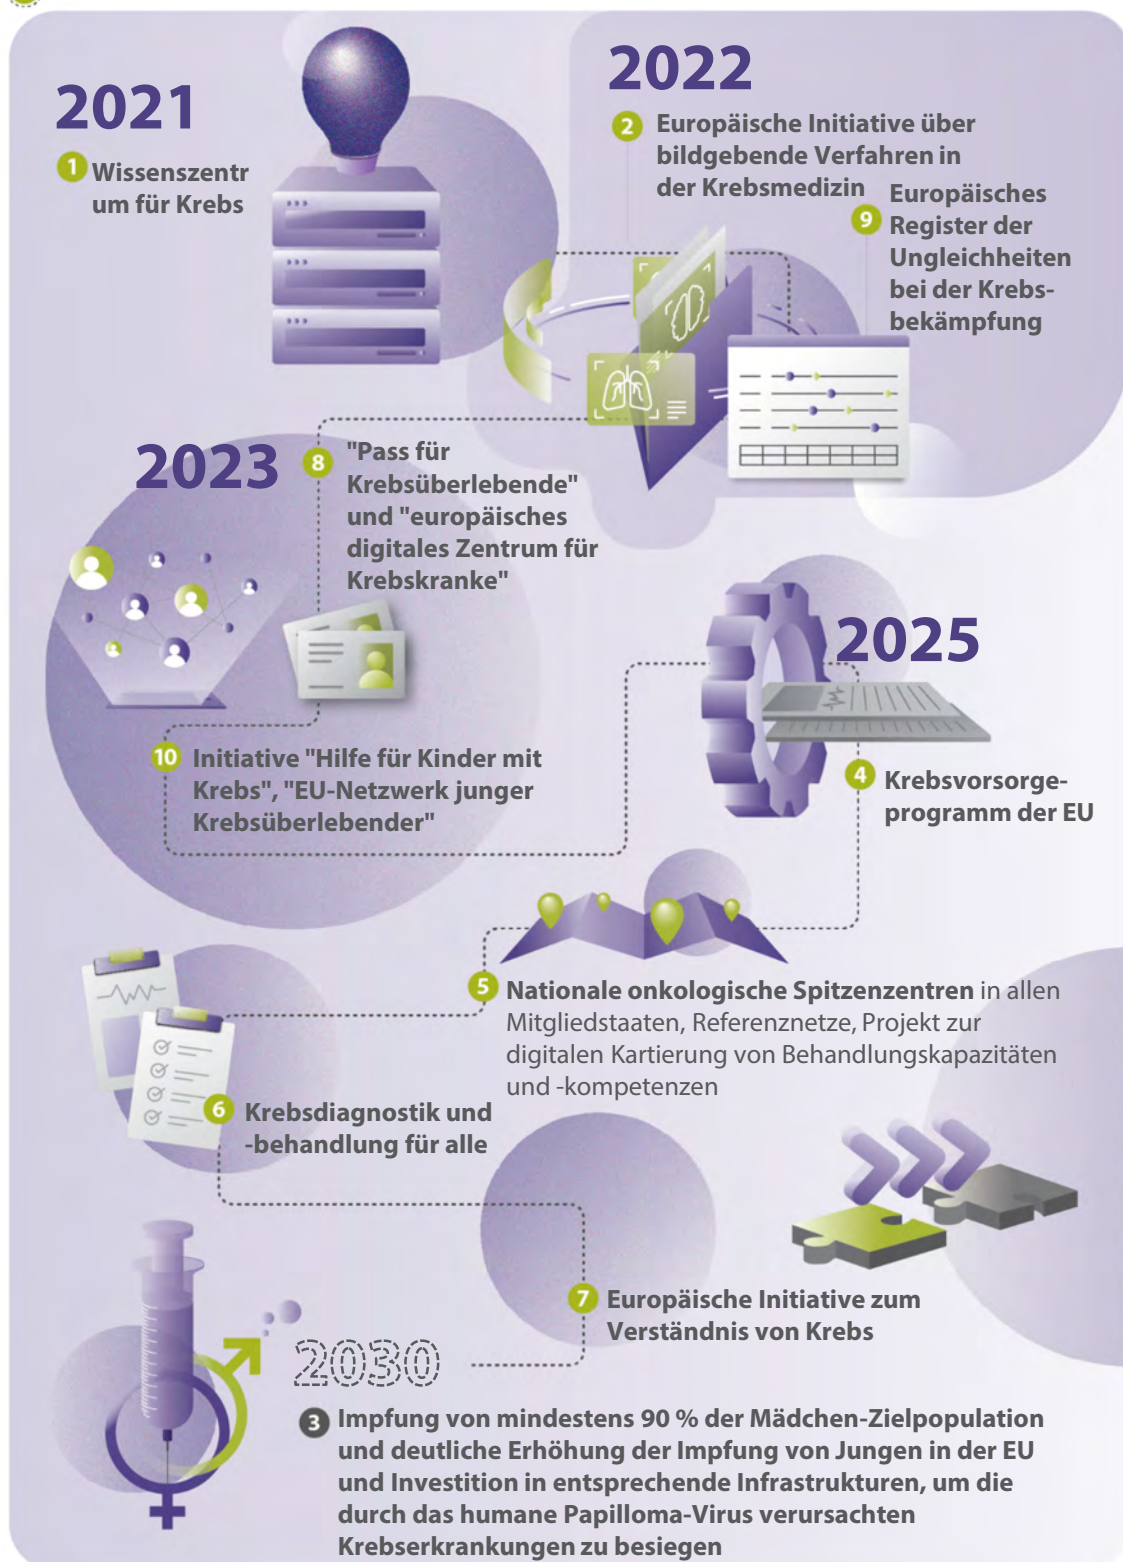 2021
1 Wissenszentr
um für Krebs
2022
2 Europäische Initiative über
bildgebende Verfahren in
der Krebsmedizin
9 Europäisches
Register der
Ungleichheiten
bei der Krebs-
bekämpfung
2023
8 "Pass für
Krebsüberlebende"
und "europäisches
digitales Zentrum für
Krebskranke"
10 Initiative "Hilfe für Kinder mit
Krebs", "EU-Netzwerk junger
Krebsüberlebender"
2025
4 Krebsvorsorge-
programm der EU
5 Nationale onkologische Spitzenzentren in allen
Mitgliedstaaten, Referenznetze, Projekt zur
digitalen Kartierung von Behandlungskapazitäten
und -kompetenzen
6 Krebsdiagnostik und
-behandlung für alle
7 Europäische Initiative zum
Verständnis von Krebs
2030
3 Impfung von mindestens 90 % der Mädchen-Zielpopulation
und deutliche Erhöhung der Impfung von Jungen in der EU
und Investition in entsprechende Infrastrukturen, um die
durch das humane Papilloma-Virus verursachten
Krebserkrankungen zu besiegen